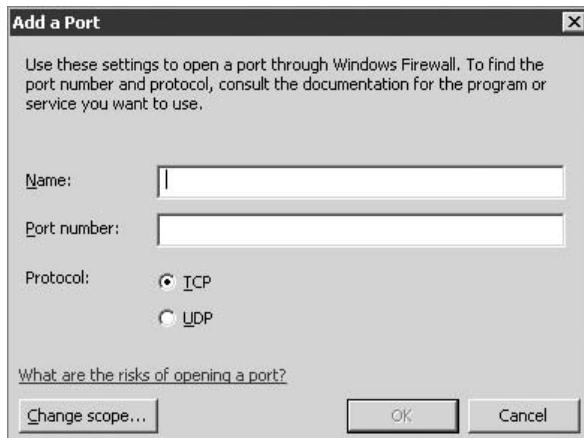 Add a Port
Use these settings to open a port through Windows Firewall. To find the
port number and protocol, consult the documentation for the program or
service you want to use.
Name:
Port number:
Protocol:
TCP
UDP
What are the risks of opening a port?
Change scope...
OK
Cancel